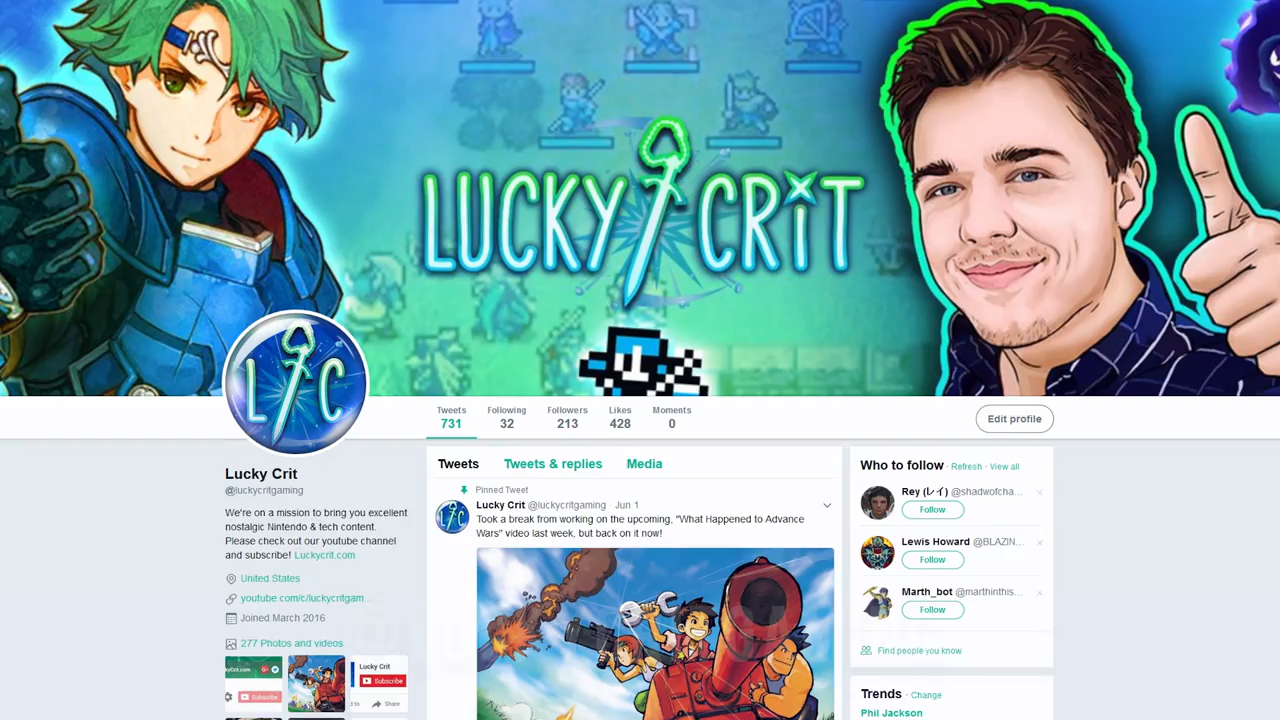 LUCKY CRIT
L C
Tweets
731
Following
32
Followers
213
Likes
428
Moments
0
Edit profile
Lucky Crit
@luckycritgaming
We're on a mission to bring you excellent
nostalgic Nintendo & tech content.
Please check out our youtube channel
and subscribe! Luckycrit.com
United States
youtube.com/c/luckycritgam...
Joined March 2016
277 Photos and videos
kyCrit.com
Subscribe
Lucky Crit
Subscribe
Share
Tweets
Tweets & replies
Media
Pinned Tweet
Lucky Crit @luckycritgaming · Jun 1
Took a break from working on the upcoming, "What Happened to Advance
Wars" video last week, but back on it now!
Who to follow · Refresh · View all
Rey (レイ) @shadwofcha...
Follow
Lewis Howard @BLAZIN...
Follow
Marth_bot @marthinthis...
Follow
Find people you know
Trends · Change
Phil Jackson